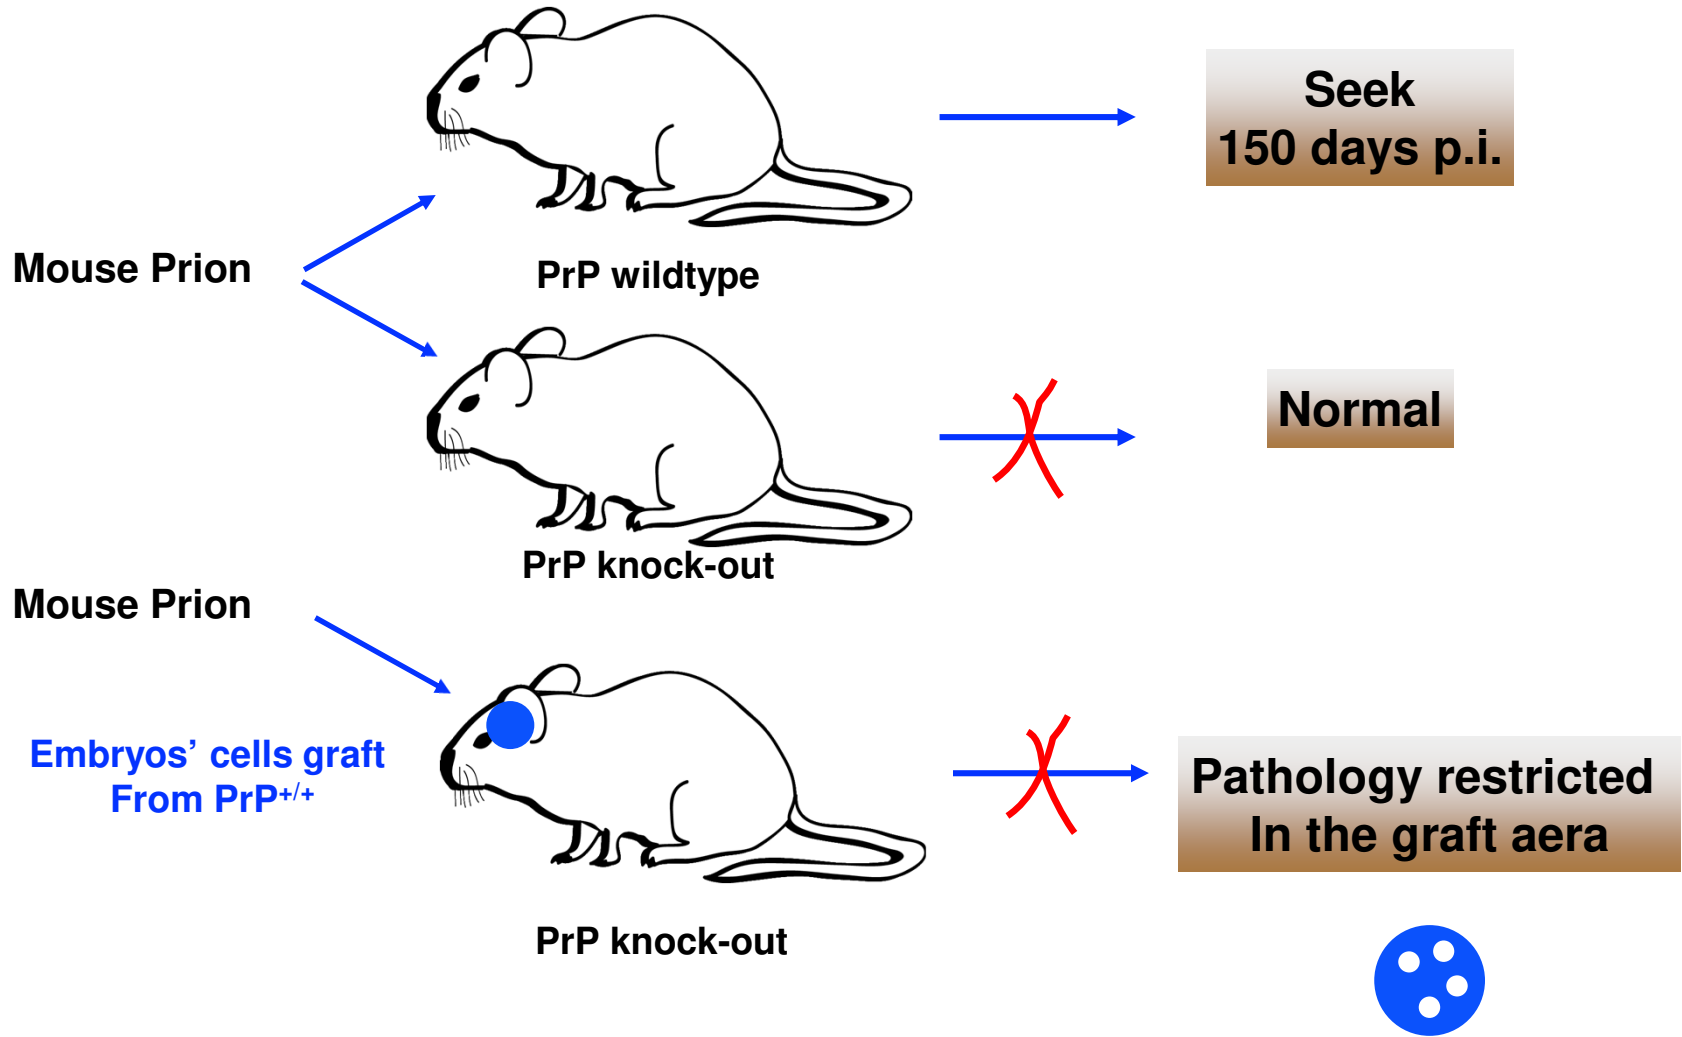 Seek
150 days p.i.
Mouse Prion
PrP wildtype
Normal
PrP knock-out
Mouse Prion
Embryos’ cells graft
From PrP+/+
Pathology restricted
In the graft aera
PrP knock-out